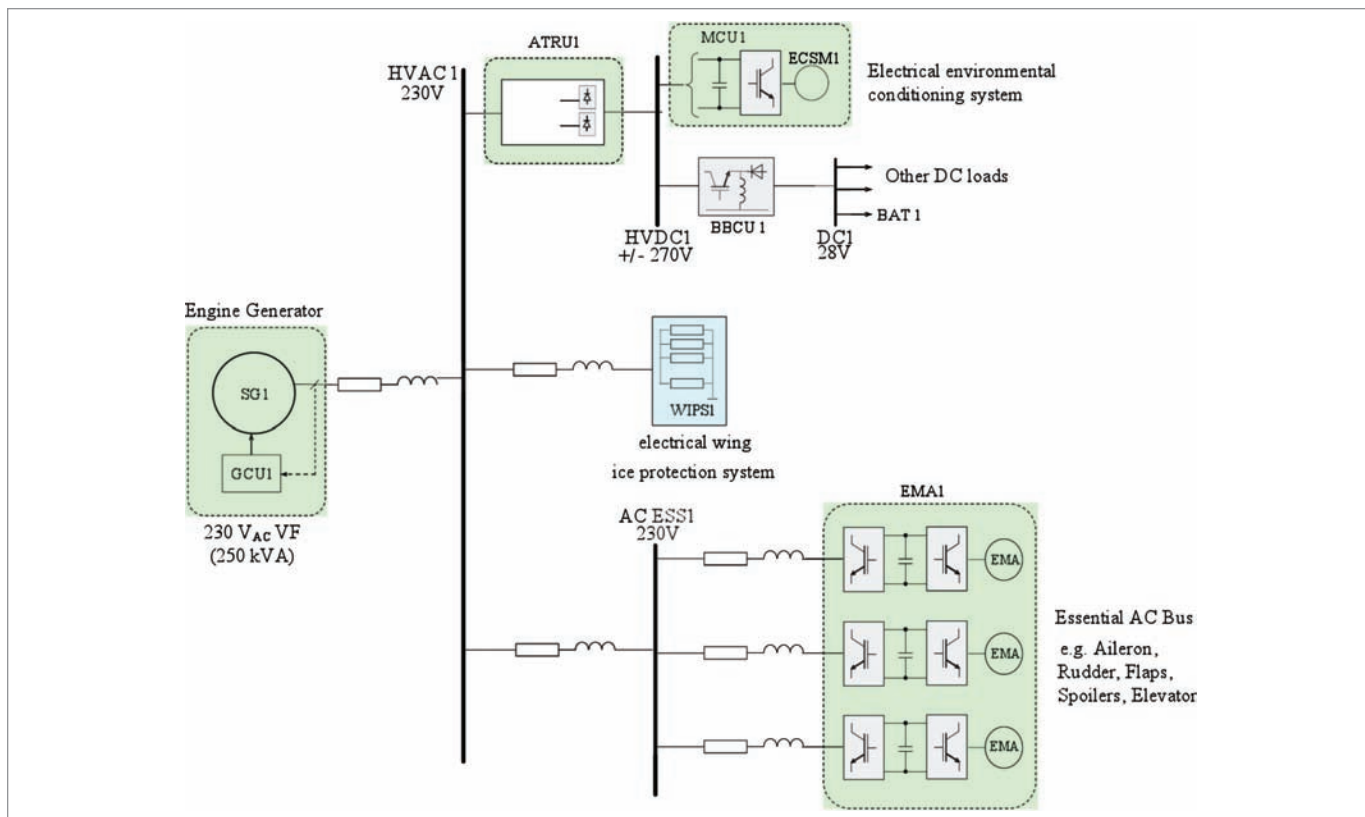 ATRU1
MCU1
ECSM1
HVAC 1
230V
Electrical environmental
conditioning system
Other DC loads
BAT 1
BBCU 1
HVDC1
+/- 270V
DC1
28V
Engine Generator
SG1
GCU1
230 VAC VF
(250 kVA)
WIPS1
electrical wing
ice protection system
AC ESS1
230V
EMA1
EMA
EMA
EMA
Essential AC Bus
e.g. Aileron,
Rudder, Flaps,
Spoilers, Elevator